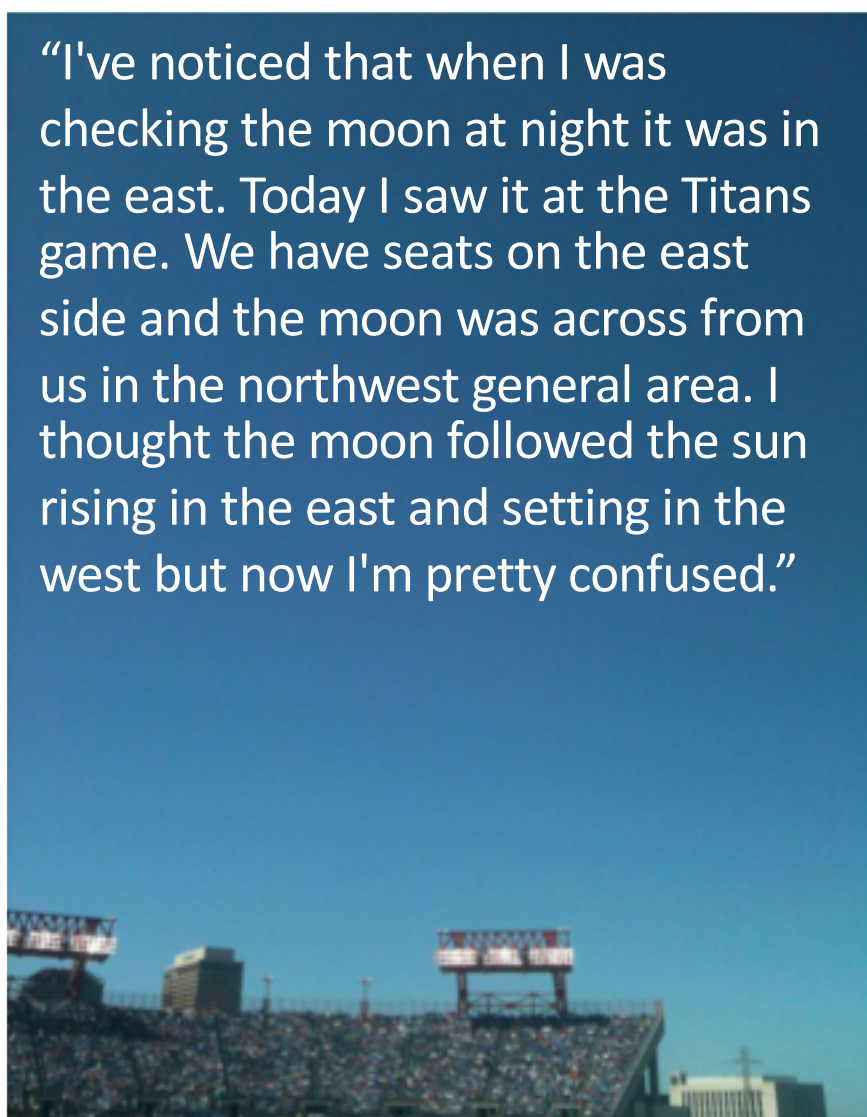 “I've noticed that when I was
checking the moon at night it was in
the east. Today I saw it at the Titans
game. We have seats on the east
side and the moon was across from
us in the northwest general area. I
thought the moon followed the sun
rising in the east and setting in the
west but now I'm pretty confused.”